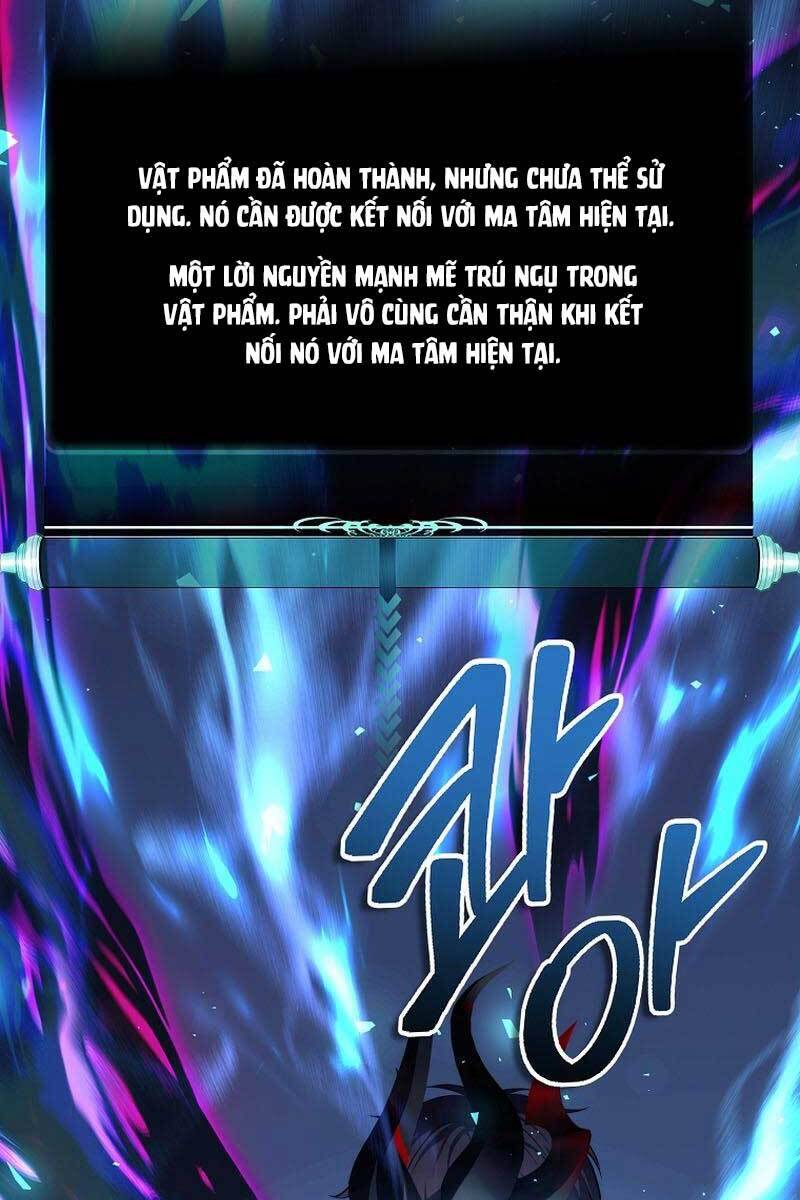 VẬT PHẨM ĐÃ HOÀN THÀNH, NHƯNG CHƯA THỂ SỬ
DỤNG. NÓ CẦN ĐƯỢC KẾT NỐI VỚI MA TÂM HIỆN TẠI.
MỘT LỜI NGUYỀN MẠNH MẼ TRÚ NGỤ TRONG
VẬT PHẨM. PHẢI VÔ CÙNG CẨN THẬN KHI KẾT
NỐI NÓ VỚI MA TÂM HIỆN TẠI.
솨
아